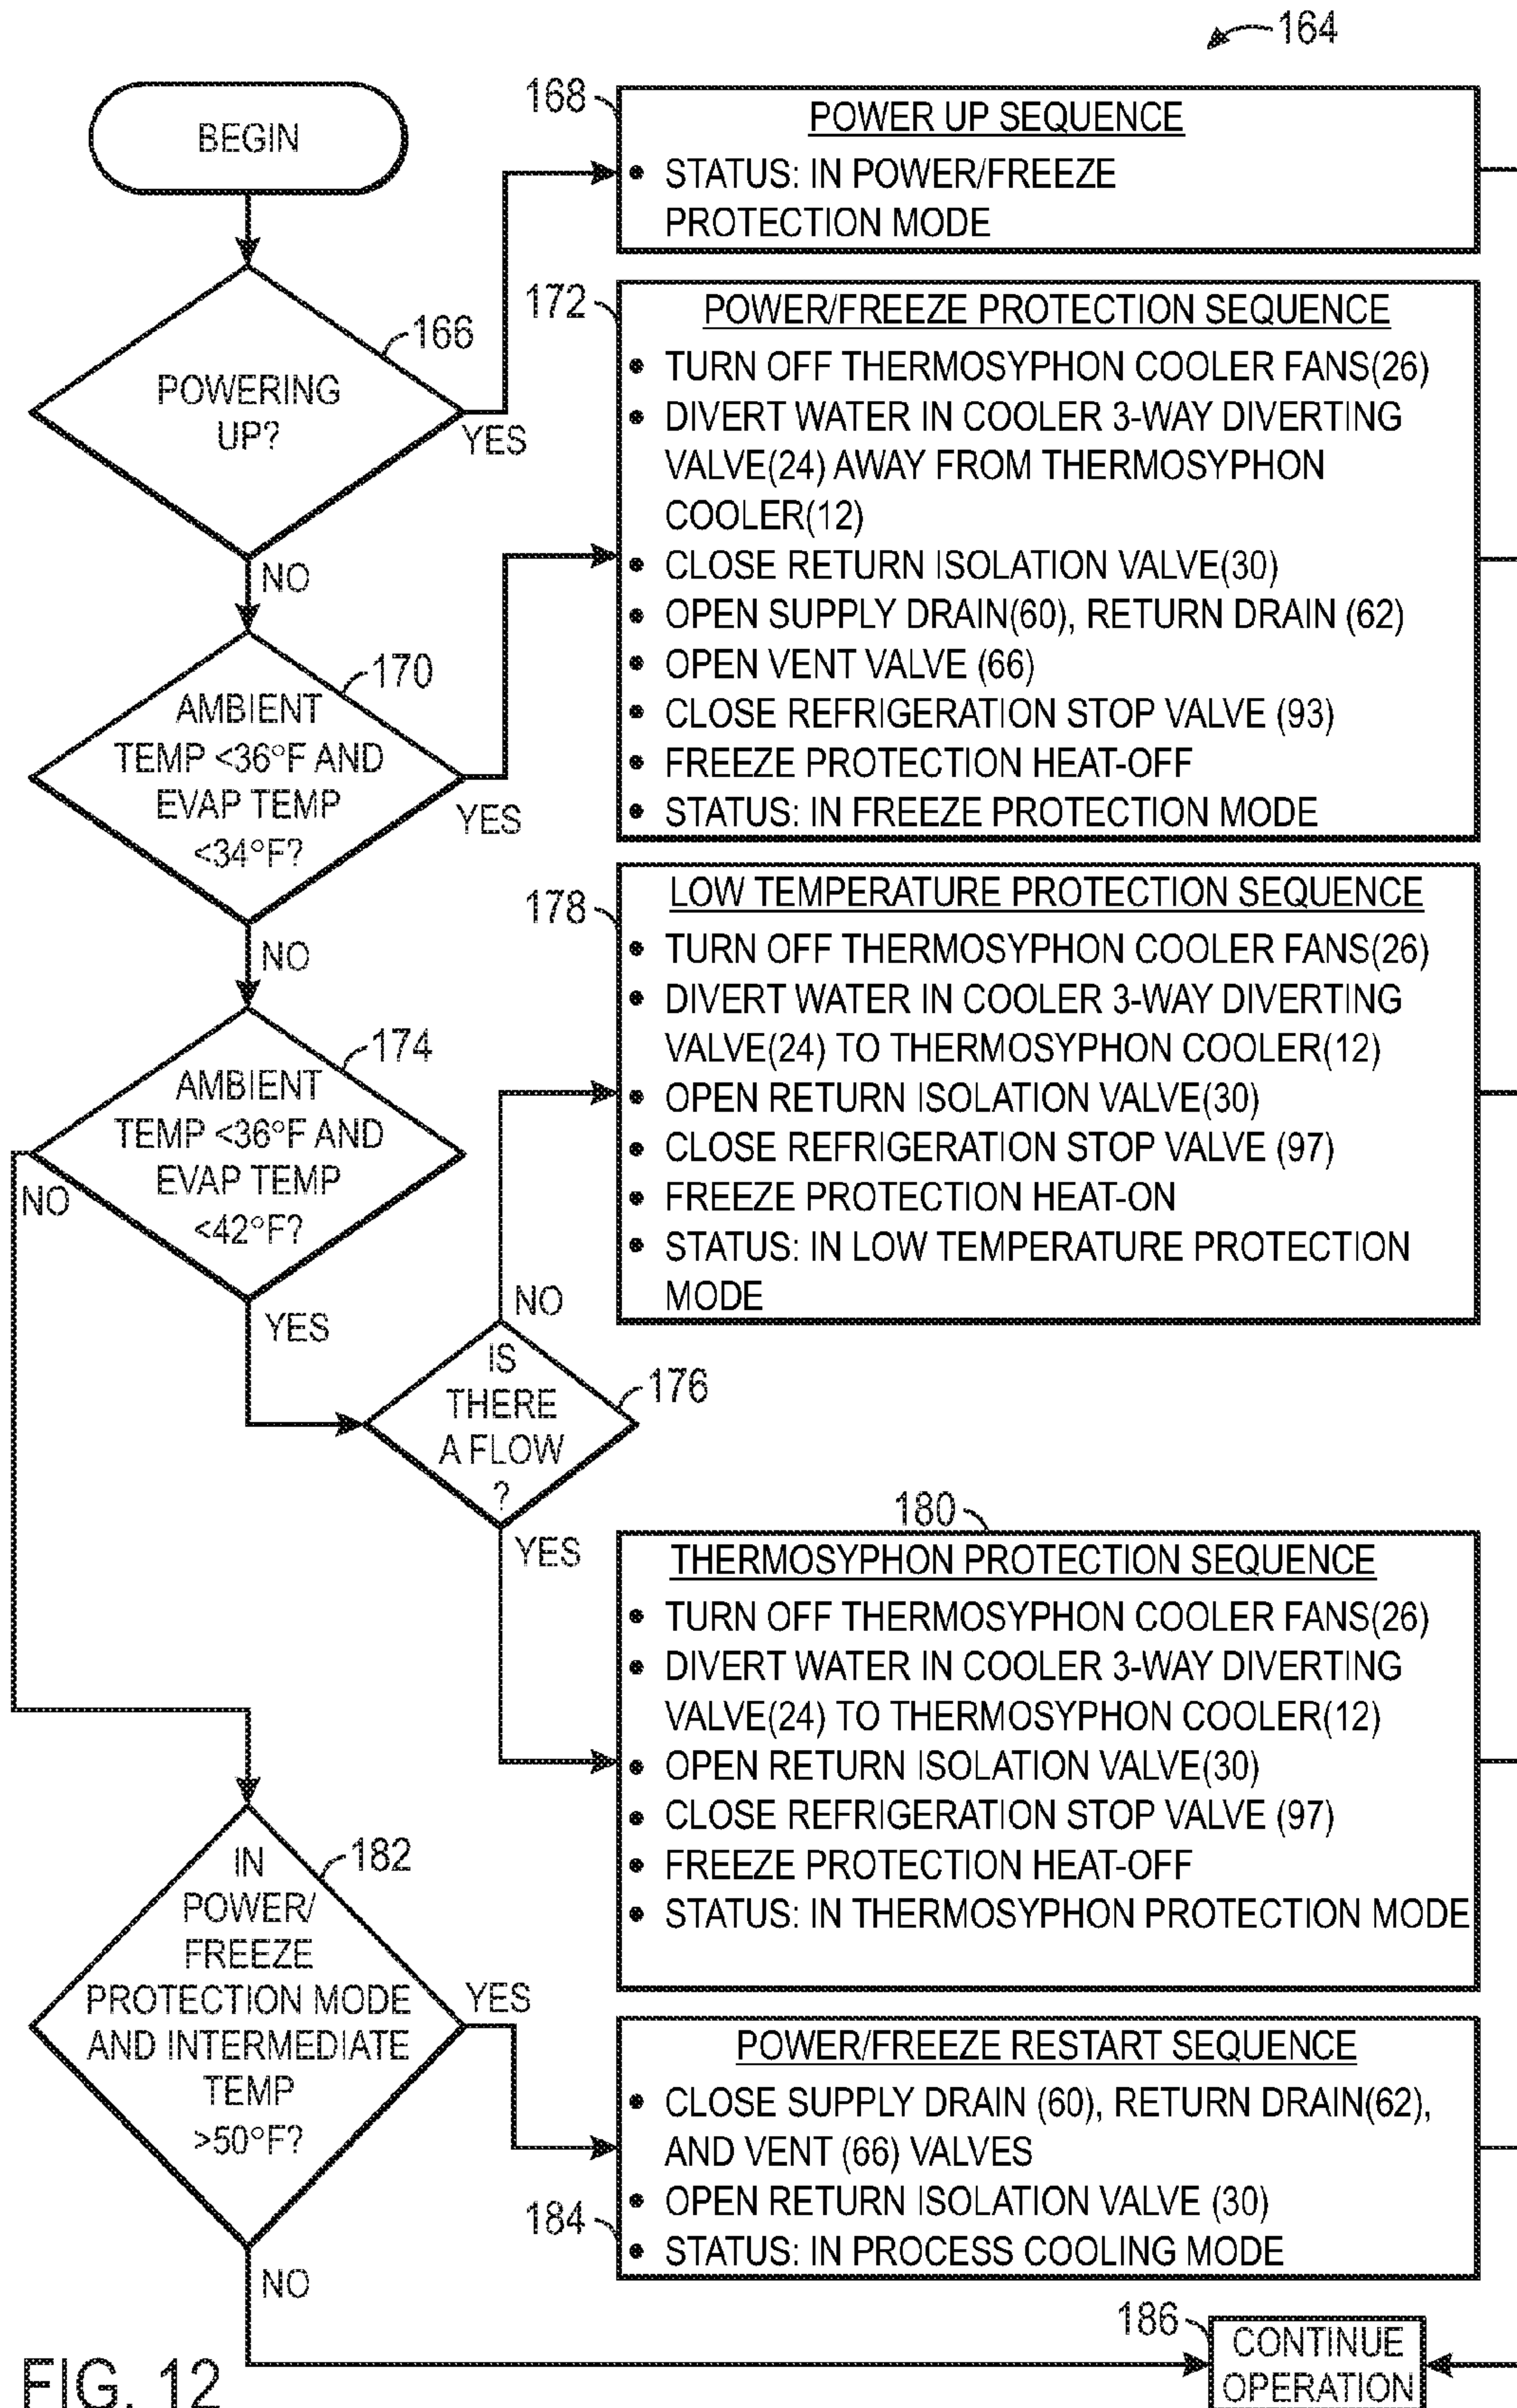 164
BEGIN
166
POWERING
UP?
YES
NO
168
POWER UP SEQUENCE
• STATUS: IN POWER/FREEZE
PROTECTION MODE
170
AMBIENT
TEMP <36°F AND
EVAP TEMP
<34°F?
YES
NO
172
POWER/FREEZE PROTECTION SEQUENCE
• TURN OFF THERMOSYPHON COOLER FANS(26)
• DIVERT WATER IN COOLER 3-WAY DIVERTING
VALVE(24) AWAY FROM THERMOSYPHON
COOLER(12)
• CLOSE RETURN ISOLATION VALVE(30)
• OPEN SUPPLY DRAIN(60), RETURN DRAIN (62)
• OPEN VENT VALVE (66)
• CLOSE REFRIGERATION STOP VALVE (93)
• FREEZE PROTECTION HEAT-OFF
• STATUS: IN FREEZE PROTECTION MODE
174
AMBIENT
TEMP <36°F AND
EVAP TEMP
<42°F?
NO
YES
176
IS
THERE
A FLOW
?
NO
YES
178
LOW TEMPERATURE PROTECTION SEQUENCE
• TURN OFF THERMOSYPHON COOLER FANS(26)
• DIVERT WATER IN COOLER 3-WAY DIVERTING
VALVE(24) TO THERMOSYPHON COOLER(12)
• OPEN RETURN ISOLATION VALVE(30)
• CLOSE REFRIGERATION STOP VALVE (97)
• FREEZE PROTECTION HEAT-ON
• STATUS: IN LOW TEMPERATURE PROTECTION
MODE
180
THERMOSYPHON PROTECTION SEQUENCE
• TURN OFF THERMOSYPHON COOLER FANS(26)
• DIVERT WATER IN COOLER 3-WAY DIVERTING
VALVE(24) TO THERMOSYPHON COOLER(12)
• OPEN RETURN ISOLATION VALVE(30)
• CLOSE REFRIGERATION STOP VALVE (97)
• FREEZE PROTECTION HEAT-OFF
• STATUS: IN THERMOSYPHON PROTECTION MODE
182
IN
POWER/
FREEZE
PROTECTION MODE
AND INTERMEDIATE
TEMP
>50°F?
YES
NO
POWER/FREEZE RESTART SEQUENCE
• CLOSE SUPPLY DRAIN (60), RETURN DRAIN(62),
AND VENT (66) VALVES
• OPEN RETURN ISOLATION VALVE (30)
• STATUS: IN PROCESS COOLING MODE
184
186
CONTINUE
OPERATION
FIG. 12